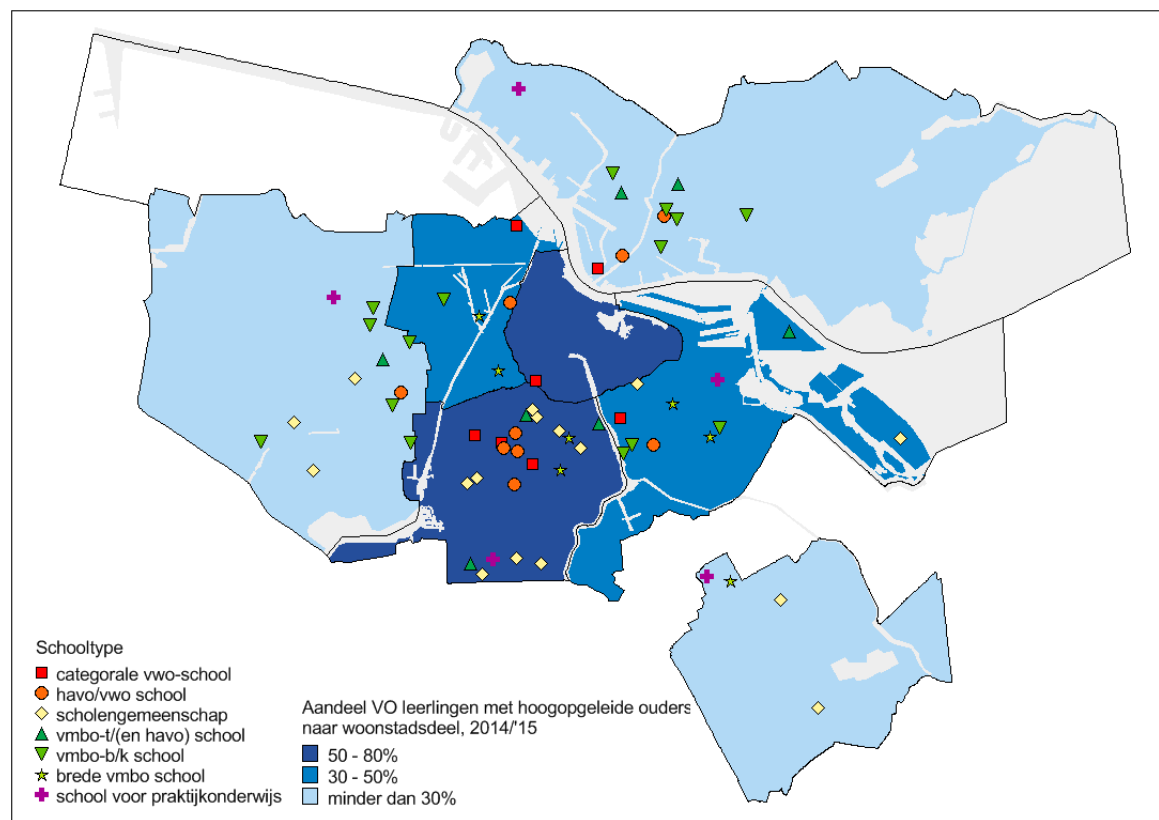 Schooltype
categorale vwo-school
havo/vwo school
scholengemeenschap
vmbo-t/(en havo) school
vmbo-b/k school
brede vmbo school
school voor praktijkonderwijs
Aandeel VO leerlingen met hoogopgeleide ouders
naar woonstadsdeel, 2014/'15
50 - 80%
30 - 50%
minder dan 30%